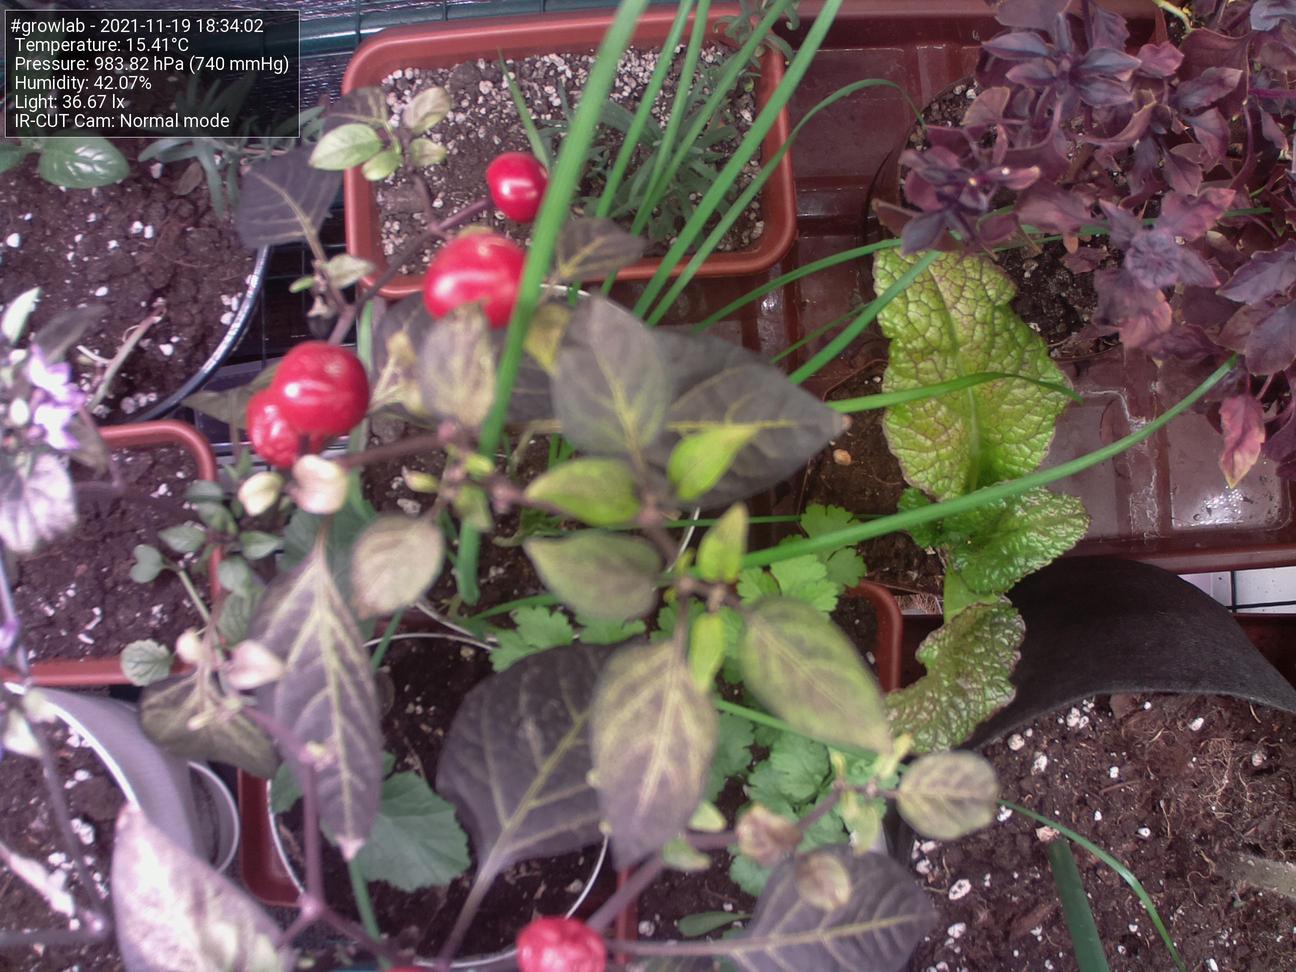 #growlab - 2021-11-19 18:34:02
Temperature: 15.41°C
Pressure: 983.82 hPa (740 mmHg)
Humidity: 42.07%
Light: 36.67 lx
IR-CUT Cam: Normal mode